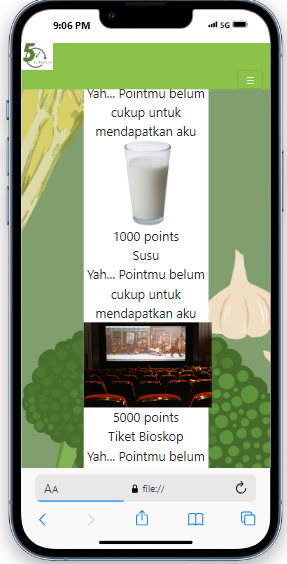 9:06 PM
5G
5
Yah... Pointmu belum
cukup untuk
mendapatkan aku
1000 points
Susu
Yah... Pointmu belum
cukup untuk
mendapatkan aku
5000 points
Tiket Bioskop
Yah... Pointmu belum
AA
file://